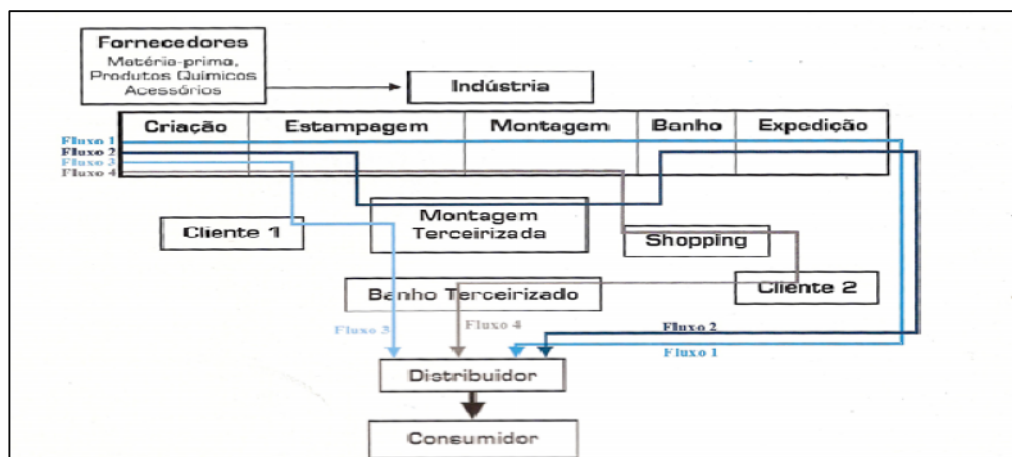 Fornecedores
Matéria-prima,
Produtos Químicos
Acessórios
Indústria
Criação
Estampagem
Montagem
Banho
Expedição
Fluxo 1
Fluxo 2
Fluxo 3
Fluxo 4
Cliente 1
Montagem
Terceirizada
Shopping
Banho Terceirizado
Cliente 2
Fluxo 3
Fluxo 4
Fluxo 2
Fluxo 1
Distribuidor
Consumidor